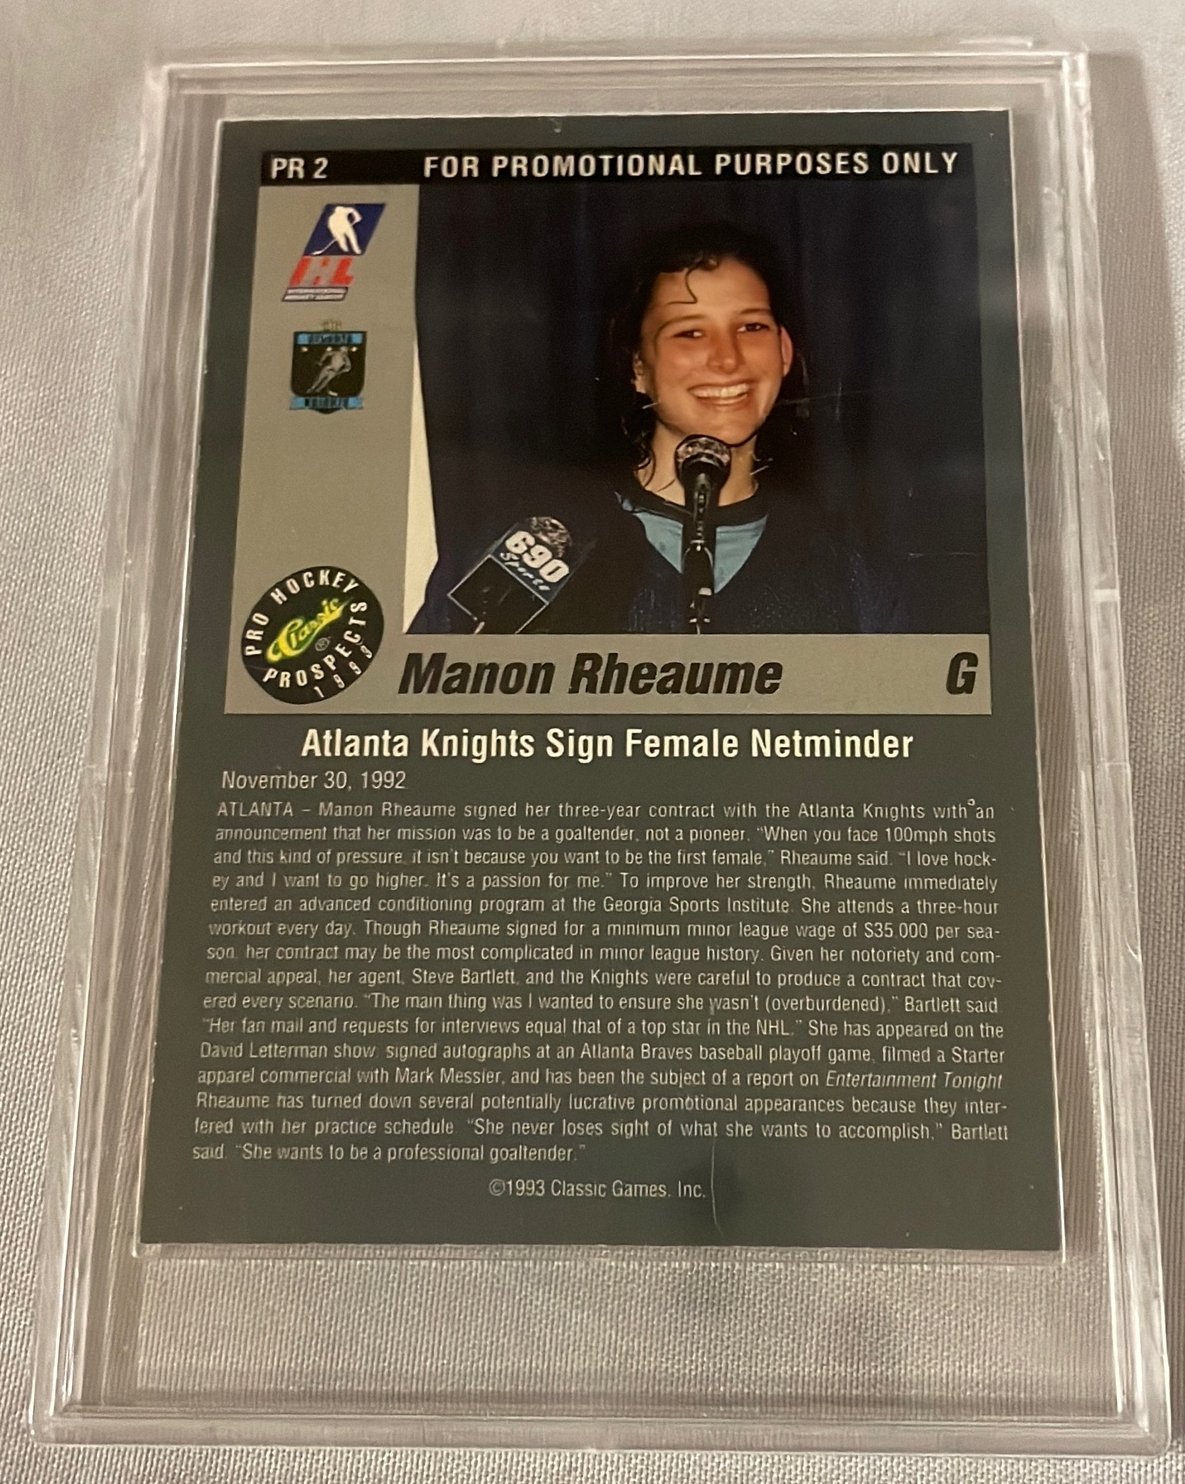 PR 2 FOR PROMOTIONAL PURPOSES ONLY
HL
690
Sports
PRO HOCKEY
Classic
®
PROSPECTS
1993
Manon Rheaume G
Atlanta Knights Sign Female Netminder
November 30, 1992
ATLANTA – Manon Rheaume signed her three-year contract with the Atlanta Knights with an
announcement that her mission was to be a goaltender, not a pioneer. "When you face 100mph shots
and this kind of pressure, it isn't because you want to be the first female," Rheaume said. "I love hock-
ey and I want to go higher. It's a passion for me." To improve her strength, Rheaume immediately
entered an advanced conditioning program at the Georgia Sports Institute. She attends a three-hour
workout every day. Though Rheaume signed for a minimum minor league wage of $35,000 per sea-
son, her contract may be the most complicated in minor league history. Given her notoriety and com-
mercial appeal, her agent, Steve Bartlett, and the Knights were careful to produce a contract that cov-
ered every scenario. "The main thing was I wanted to ensure she wasn't (overburdened)," Bartlett said.
"Her fan mail and requests for interviews equal that of a top star in the NHL." She has appeared on the
David Letterman show, signed autographs at an Atlanta Braves baseball playoff game, filmed a Starter
apparel commercial with Mark Messier, and has been the subject of a report on Entertainment Tonight.
Rheaume has turned down several potentially lucrative promotional appearances because they inter-
fered with her practice schedule. "She never loses sight of what she wants to accomplish," Bartlett
said. "She wants to be a professional goaltender."
©1993 Classic Games, Inc.